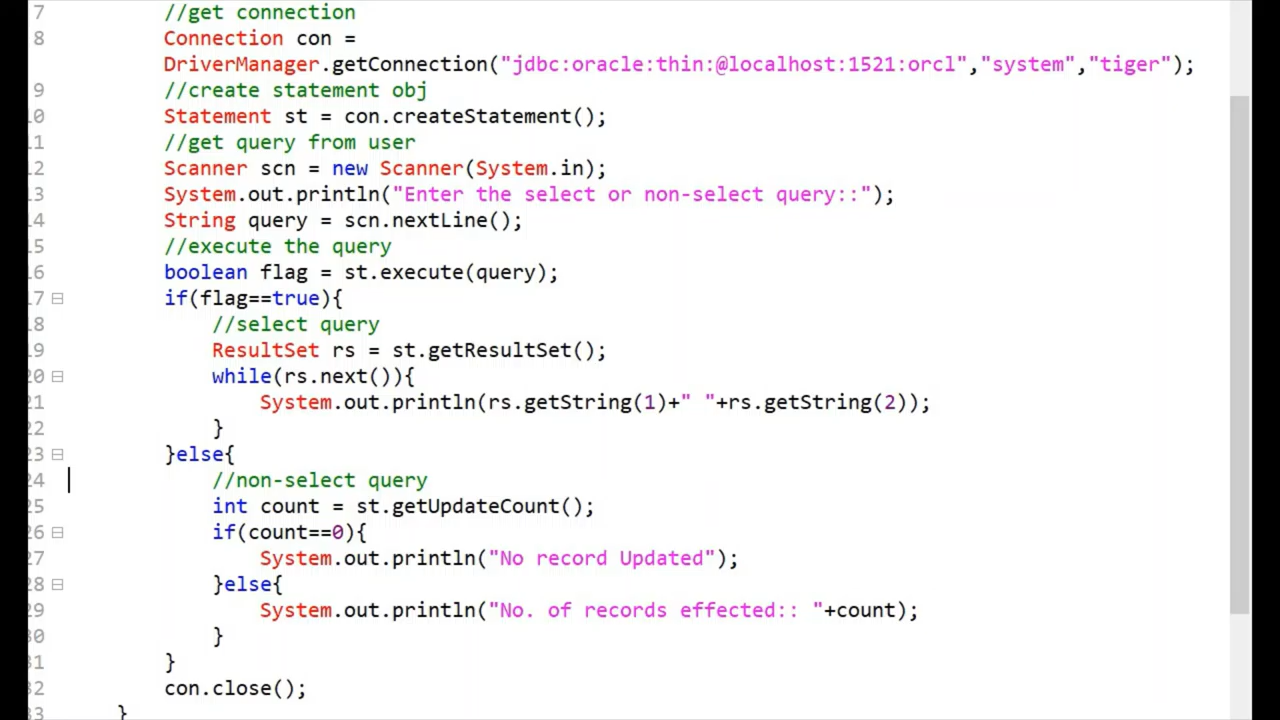 7 //get connection
8 Connection con =
DriverManager.getConnection("jdbc:oracle:thin:@localhost:1521:orcl","system","tiger");
9 //create statement obj
10 Statement st = con.createStatement();
11 //get query from user
12 Scanner scn = new Scanner(System.in);
13 System.out.println("Enter the select or non-select query::");
14 String query = scn.nextLine();
15 //execute the query
16 boolean flag = st.execute(query);
17 if(flag==true){
18 //select query
19 ResultSet rs = st.getResultSet();
20 while(rs.next()){
21 System.out.println(rs.getString(1)+" "+rs.getString(2));
22 }
23 }else{
24 //non-select query
25 int count = st.getUpdateCount();
26 if(count==0){
27 System.out.println("No record Updated");
28 }else{
29 System.out.println("No. of records effected:: "+count);
30 }
31 }
32 con.close();
33 }